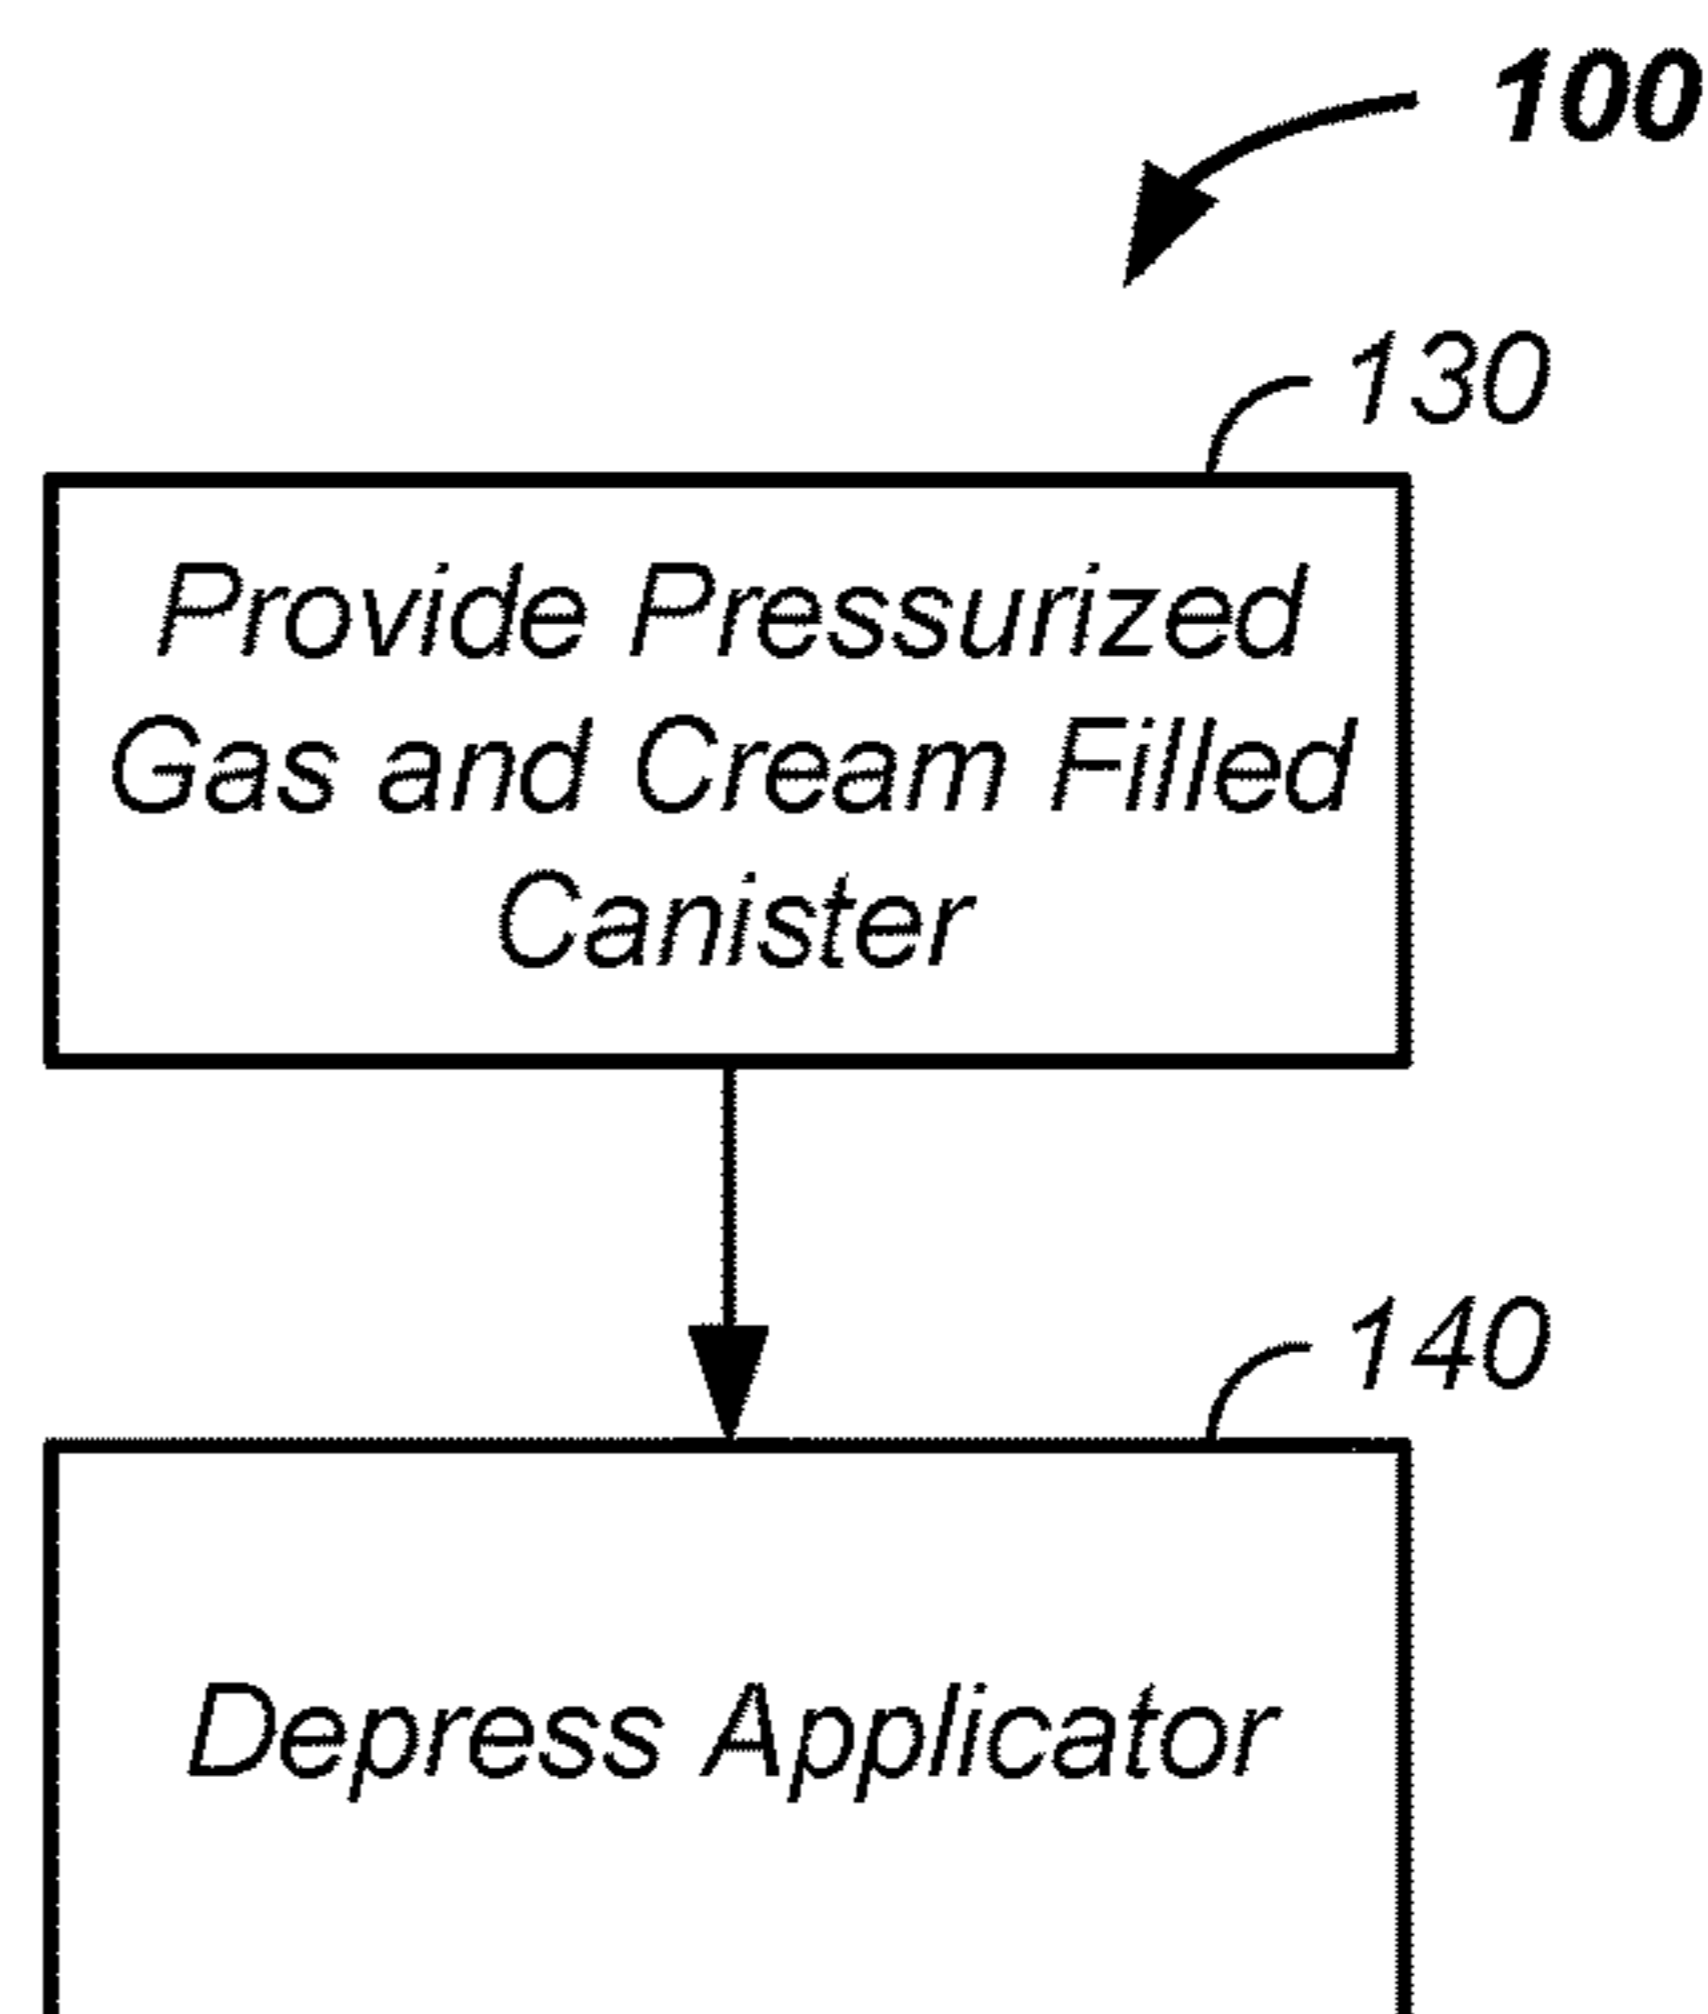 100
130
Provide Pressurized
Gas and Cream Filled
Canister
140
Depress Applicator